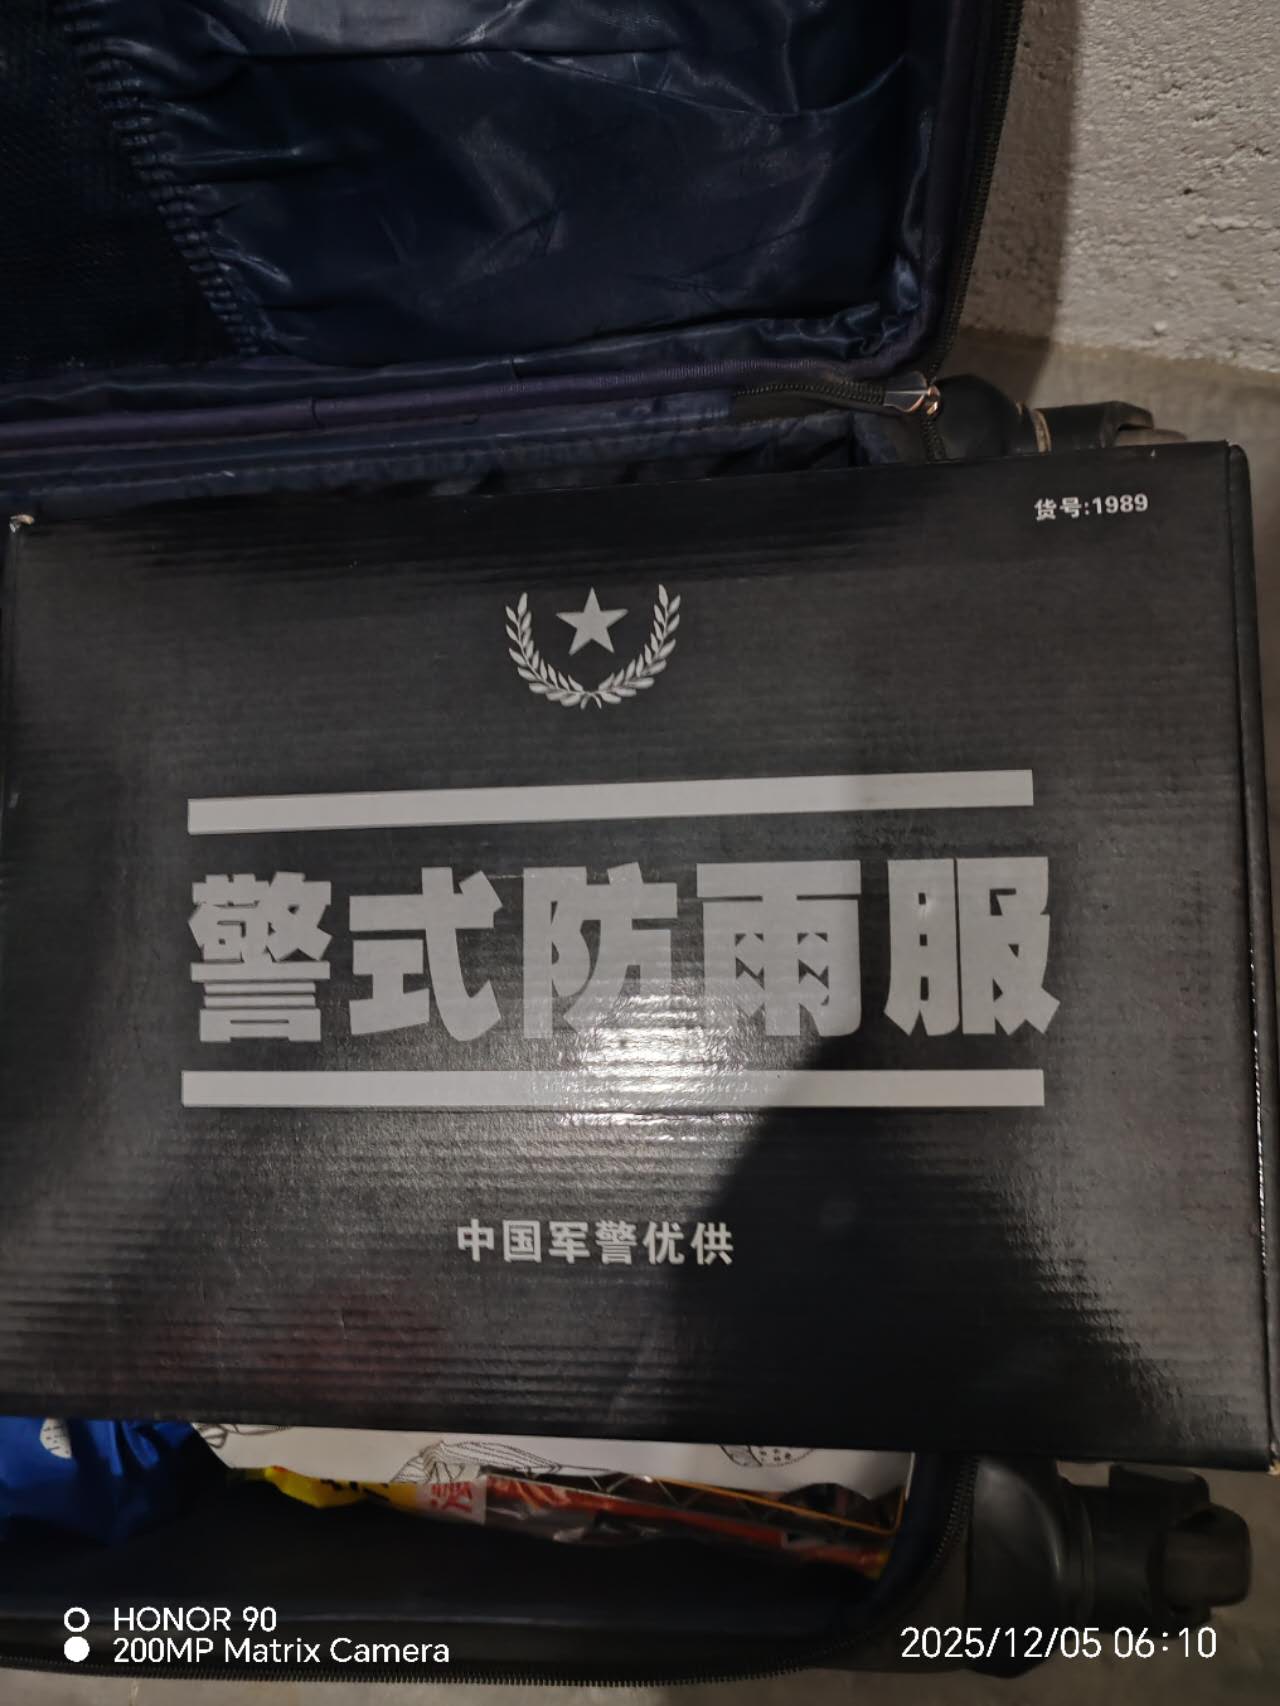 货号:1989
警式防雨服
中国军警优供
HONOR 90
200MP Matrix Camera
2025/12/05 06:10